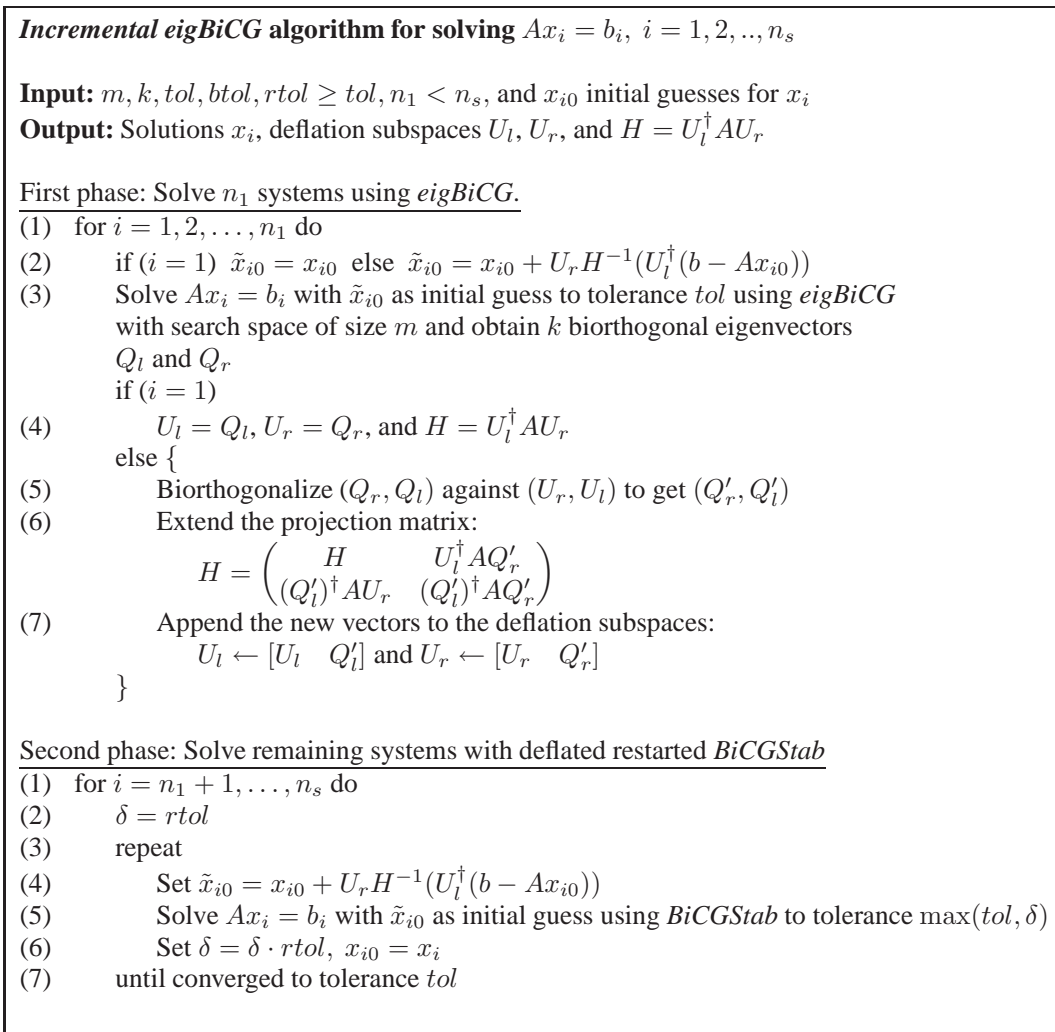 Incremental eigBiCG algorithm for solving Ax_i = b_i, i = 1, 2, .., n_s
Input: m, k, tol, btol, rtol ≥ tol, n_1 < n_s, and x_{i0} initial guesses for x_i
Output: Solutions x_i, deflation subspaces U_l, U_r, and H = U_l^† AU_r
First phase: Solve n_1 systems using eigBiCG.
(1) for i = 1, 2, . . . , n_1 do
(2) if (i = 1) x̃_{i0} = x_{i0} else x̃_{i0} = x_{i0} + U_r H^{−1}(U_l^†(b − Ax_{i0}))
(3) Solve Ax_i = b_i with x̃_{i0} as initial guess to tolerance tol using eigBiCG
with search space of size m and obtain k biorthogonal eigenvectors
Q_l and Q_r
if (i = 1)
(4) U_l = Q_l, U_r = Q_r, and H = U_l^† AU_r
else {
(5) Biorthogonalize (Q_r, Q_l) against (U_r, U_l) to get (Q′_r, Q′_l)
(6) Extend the projection matrix:
H = ( H U_l^† AQ′_r
(Q′_l)^† AU_r (Q′_l)^† AQ′_r )
(7) Append the new vectors to the deflation subspaces:
U_l ← [U_l Q′_l] and U_r ← [U_r Q′_r]
}
Second phase: Solve remaining systems with deflated restarted BiCGStab
(1) for i = n_1 + 1, . . . , n_s do
(2) δ = rtol
(3) repeat
(4) Set x̃_{i0} = x_{i0} + U_r H^{−1}(U_l^†(b − Ax_{i0}))
(5) Solve Ax_i = b_i with x̃_{i0} as initial guess using BiCGStab to tolerance max(tol, δ)
(6) Set δ = δ · rtol, x_{i0} = x_i
(7) until converged to tolerance tol